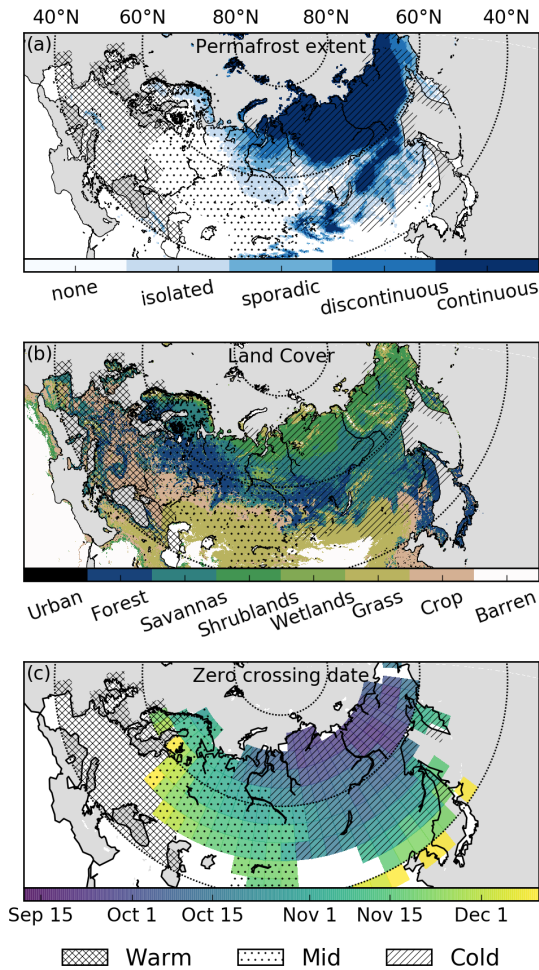 40°N 60°N 80°N 80°N 60°N 40°N
(a)
Permafrost extent
none isolated sporadic discontinuous continuous
(b)
Land Cover
Urban Forest Savannas Shrublands Wetlands Grass Crop Barren
(c)
Zero crossing date
Sep 15 Oct 1 Oct 15 Nov 1 Nov 15 Dec 1
Warm Mid Cold